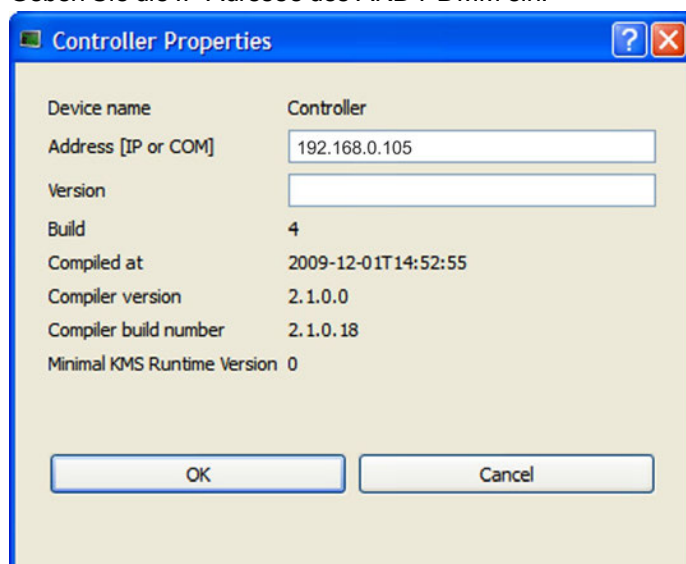 Controller Properties
Device name Controller
Address [IP or COM] 192.168.0.105
Version
Build 4
Compiled at 2009-12-01T14:52:55
Compiler version 2.1.0.0
Compiler build number 2.1.0.18
Minimal KMS Runtime Version 0
OK Cancel